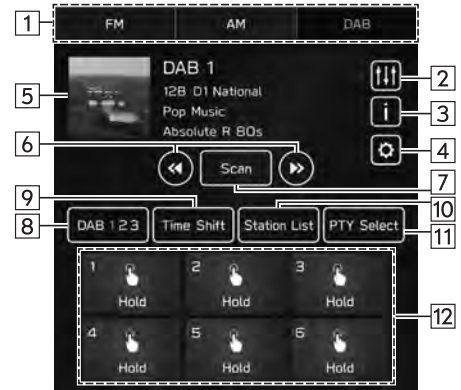 1
FM AM DAB
DAB 1
12B D1 National
Pop Music
Absolute R 80s
5
2
3
4
6
Scan
7
9
10
8
DAB 1 2 3 Time Shift Station List PTY Select
11
1 2 3
Hold Hold Hold
12
4 5 6
Hold Hold Hold